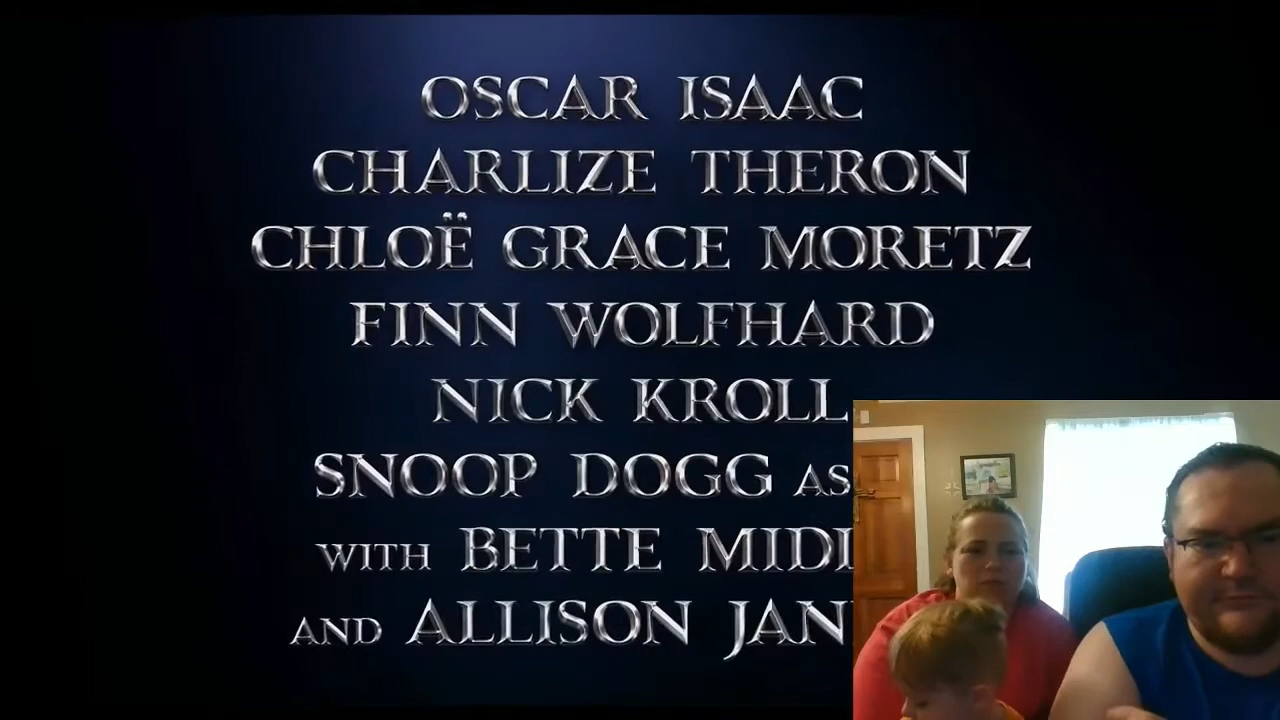 OSCAR ISAAC
CHARLIZE THERON
CHLOË GRACE MORETZ
FINN WOLFHARD
NICK KROLL
SNOOP DOGG AS
WITH BETTE
AND ALLISON